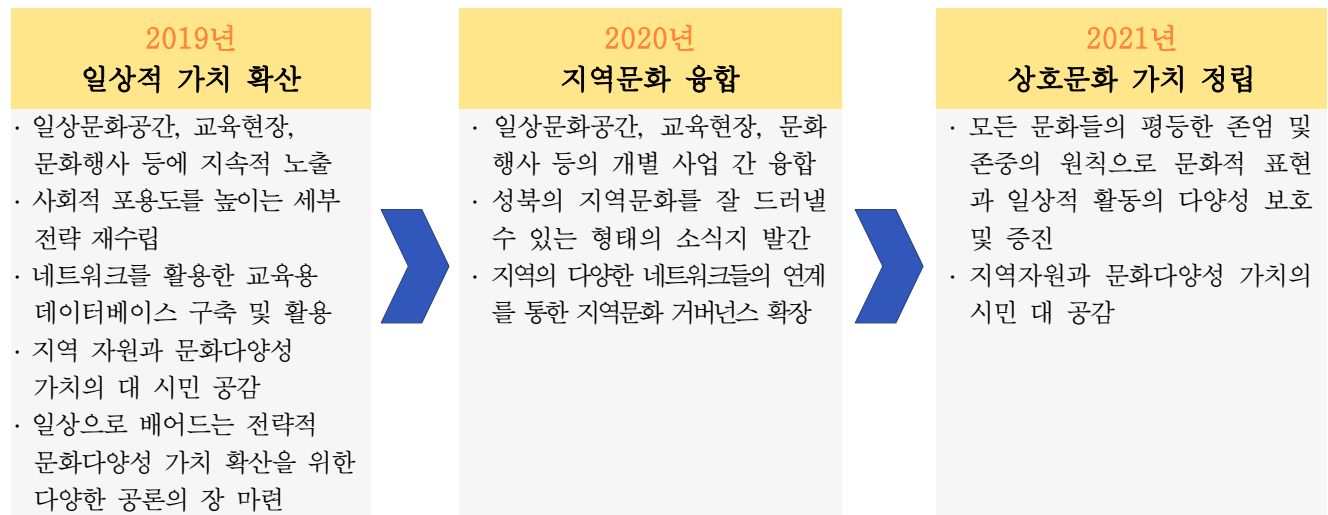 2019년
일상적 가치 확산
· 일상문화공간, 교육현장,
문화행사 등에 지속적 노출
· 사회적 포용도를 높이는 세부
전략 재수립
· 네트워크를 활용한 교육용
데이터베이스 구축 및 활용
· 지역 자원과 문화다양성
가치의 대 시민 공감
· 일상으로 배어드는 전략적
문화다양성 가치 확산을 위한
다양한 공론의 장 마련
2020년
지역문화 융합
· 일상문화공간, 교육현장, 문화
행사 등의 개별 사업 간 융합
· 성북의 지역문화를 잘 드러낼
수 있는 형태의 소식지 발간
· 지역의 다양한 네트워크들의 연계
를 통한 지역문화 거버넌스 확장
2021년
상호문화 가치 정립
· 모든 문화들의 평등한 존엄 및
존중의 원칙으로 문화적 표현
과 일상적 활동의 다양성 보호
및 증진
· 지역자원과 문화다양성 가치의
시민 대 공감